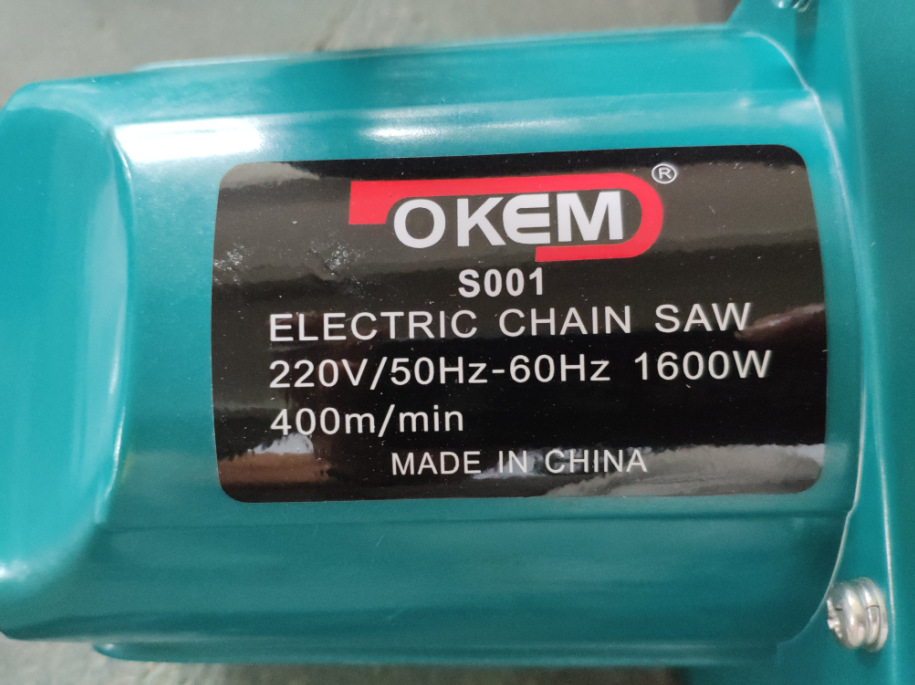 OKEM®
S001
ELECTRIC CHAIN SAW
220V/50Hz-60Hz 1600W
400m/min
MADE IN CHINA